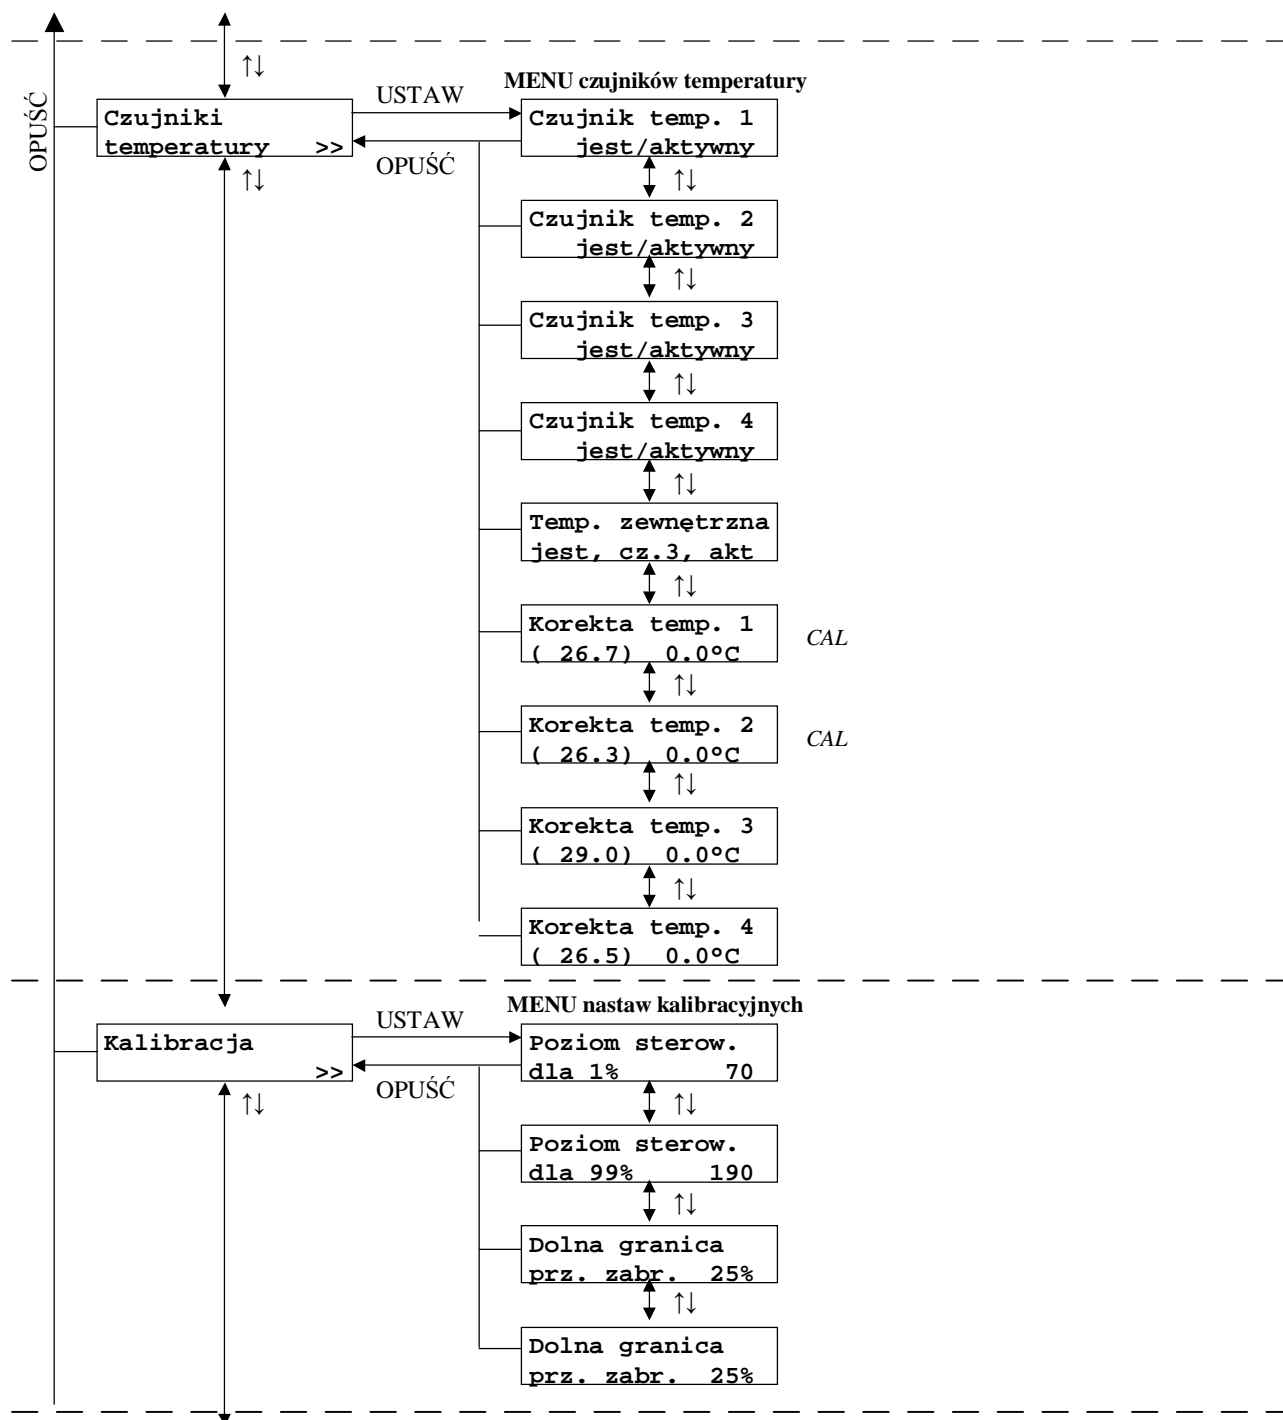 ↑↓
OPUŚĆ
MENU czujników temperatury
USTAW
Czujniki
temperatury >>
OPUŚĆ
Czujnik temp. 1
jest/aktywny
↑↓
↑↓
Czujnik temp. 2
jest/aktywny
↑↓
Czujnik temp. 3
jest/aktywny
↑↓
Czujnik temp. 4
jest/aktywny
↑↓
Temp. zewnętrzna
jest, cz.3, akt
↑↓
Korekta temp. 1
( 26.7) 0.0°C
CAL
↑↓
Korekta temp. 2
( 26.3) 0.0°C
CAL
↑↓
Korekta temp. 3
( 29.0) 0.0°C
↑↓
Korekta temp. 4
( 26.5) 0.0°C
MENU nastaw kalibracyjnych
USTAW
Kalibracja
>>
OPUŚĆ
↑↓
Poziom sterow.
dla 1% 70
↑↓
Poziom sterow.
dla 99% 190
↑↓
Dolna granica
prz. zabr. 25%
↑↓
Dolna granica
prz. zabr. 25%